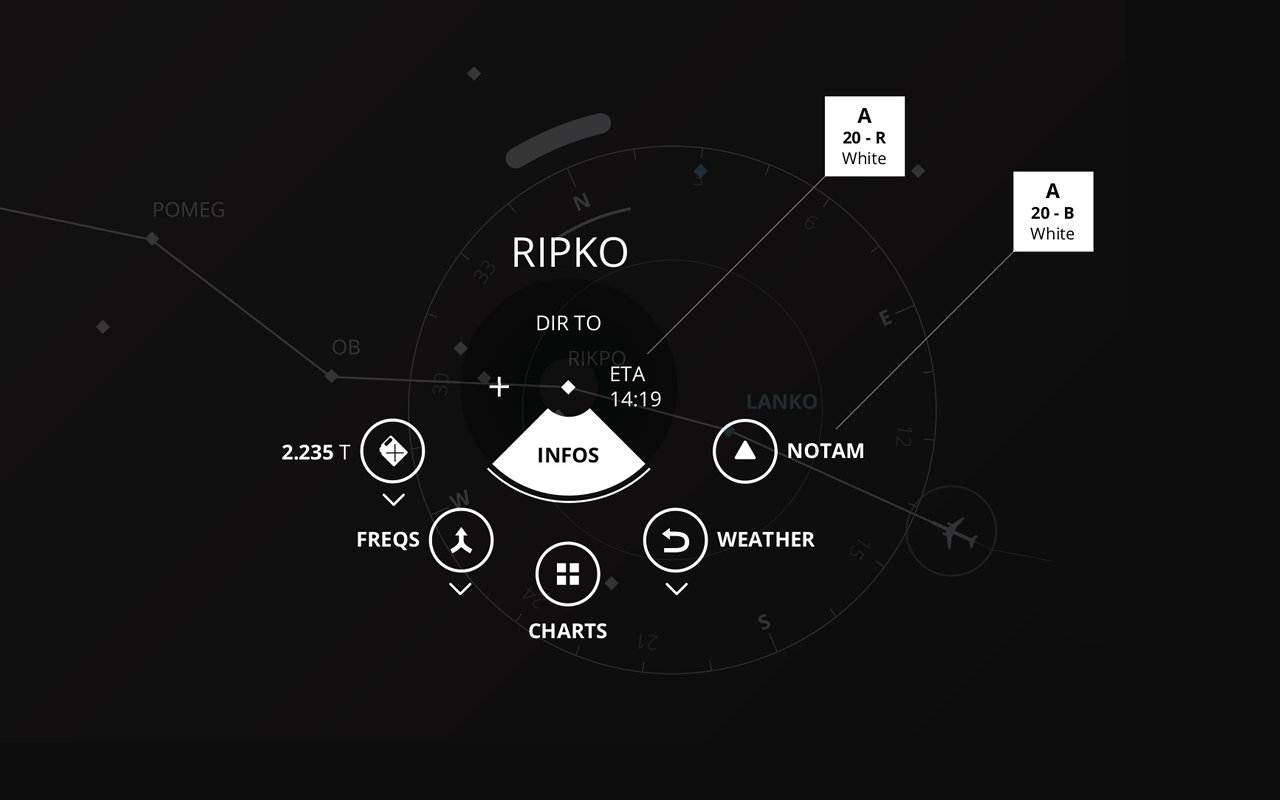 A
20 - R
White
A
20 - B
White
POMEG
3
6
N
RIPKO
33
E
DIR TO
OB
RIKPO
ETA
14:19
30
LANKO
12
2.235 T
INFOS
NOTAM
W
FREQS
WEATHER
15
24
CHARTS
S
21